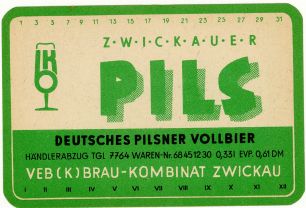 1 3 5 7 9 11 13 15 17 19 21 23 25 27 29 31
Z·W·I·C·K·A·U·E·R
PILS
DEUTSCHES PILSNER VOLLBIER
HÄNDLERABZUG TGL. 7764 WAREN-Nr. 68 45 12 30 0,33 l EVP. 0,61 DM
VEB (K) BRAU-KOMBINAT ZWICKAU
I II III IV V VI VII VIII IX X XI XII